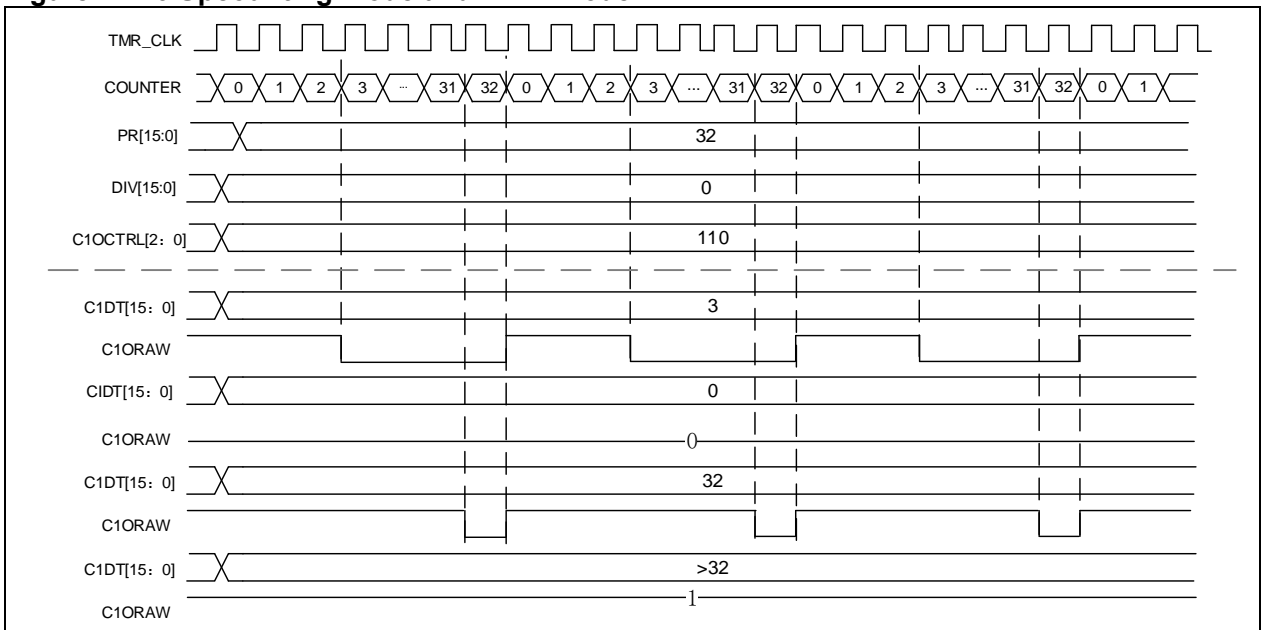 TMR_CLK
COUNTER 0 1 2 3 ... 31 32 0 1 2 3 ... 31 32 0 1 2 3 ... 31 32 0 1
PR[15:0] 32
DIV[15:0] 0
C1OCTRL[2：0] 110
C1DT[15：0] 3
C1ORAW
CIDT[15：0] 0
C1ORAW 0
C1DT[15：0] 32
C1ORAW
C1DT[15：0] >32
C1ORAW 1